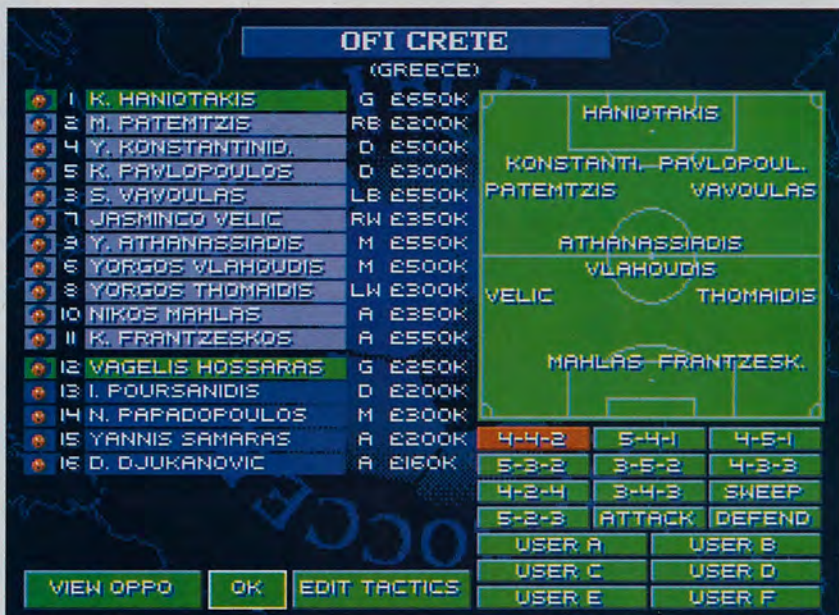 OFI CRETE
(GREECE)
1 K. HANIOTAKIS G £650K
2 M. PATEMTZIS RB £200K
4 Y. KONSTANTINID. D £500K
5 K. PAVLOPOULOS D £300K
3 S. VAVOULAS LB £550K
7 JASMINCO VELIC RW £350K
9 Y. ATHANASSIADIS M £550K
6 YORGOS VLAHOUDIS M £500K
8 YORGOS THOMAIDIS LW £300K
10 NIKOS MAHLAS A £350K
11 K. FRANTZESKOS A £550K
12 VAGELIS HOSSARAS G £250K
13 I. POURSANIDIS D £200K
14 N. PAPADOPOULOS M £300K
15 YANNIS SAMARAS A £200K
16 D. DJUKANOVIC A £160K
HANIOTAKIS
KONSTANTI. PAVLOPOUL.
PATEMTZIS VAVOULAS
ATHANASSIADIS
VLAHOUDIS
VELIC THOMAIDIS
MAHLAS FRANTZESK.
4-4-2 5-4-1 4-5-1
5-3-2 3-5-2 4-3-3
4-2-4 3-4-3 SWEEP
5-2-3 ATTACK DEFEND
USER A USER B
USER C USER D
USER E USER F
VIEW OPPO OK EDIT TACTICS
SOCCE